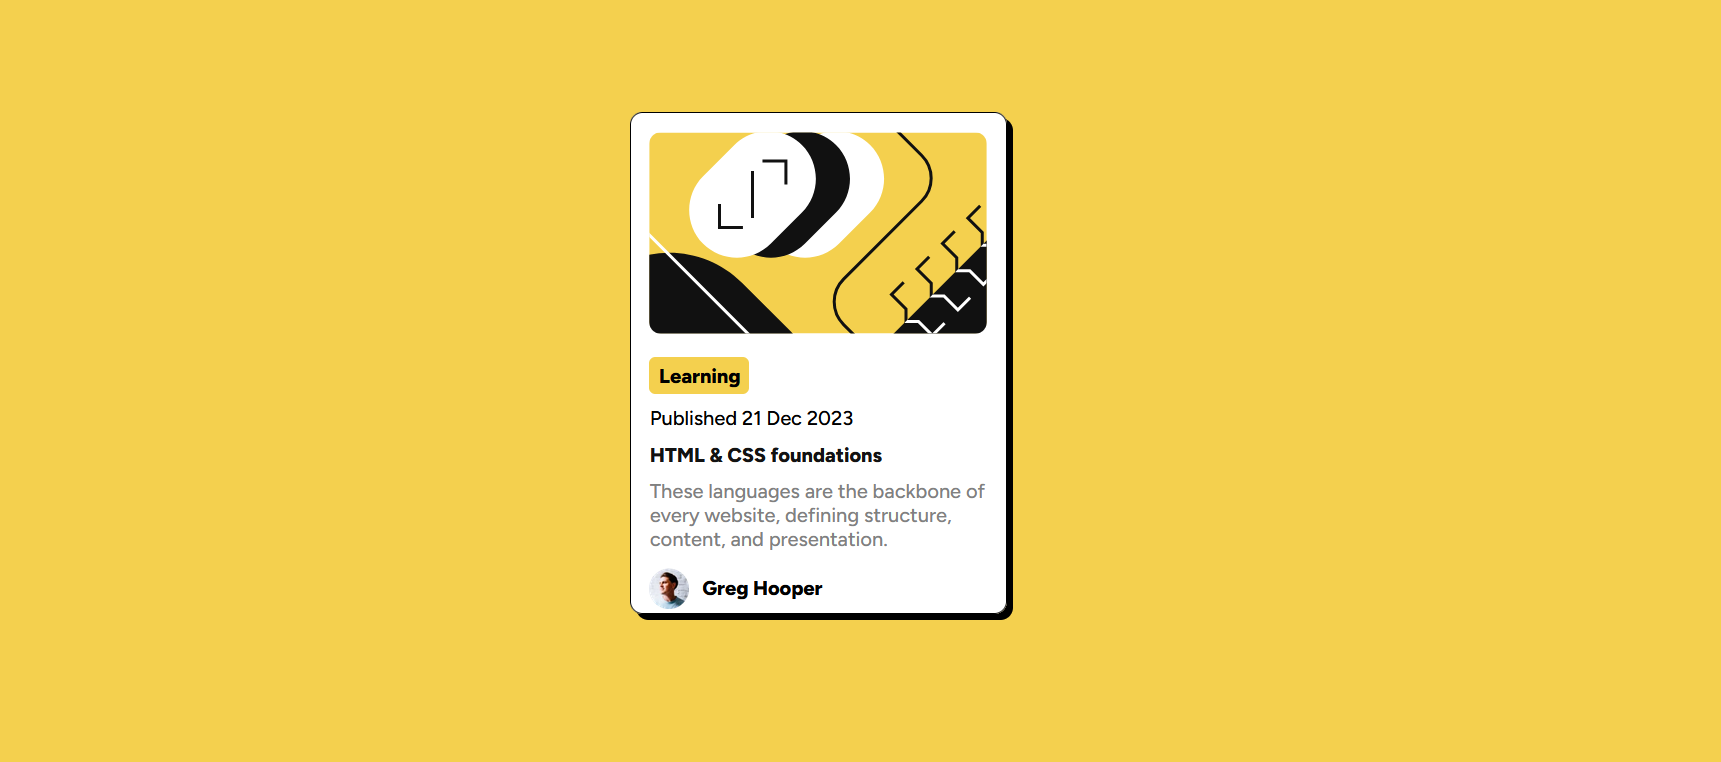 Learning
Published 21 Dec 2023
HTML & CSS foundations
These languages are the backbone of
every website, defining structure,
content, and presentation.
Greg Hooper